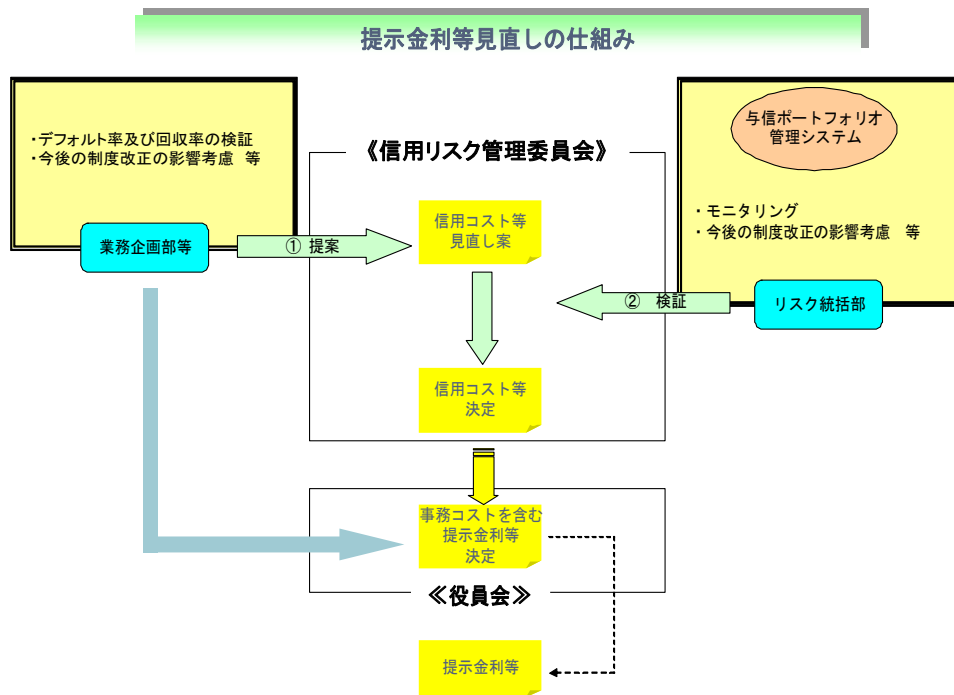 提示金利等見直しの仕組み
・デフォルト率及び回収率の検証
・今後の制度改正の影響考慮　等
業務企画部等
① 提案
《信用リスク管理委員会》
信用コスト等
見直し案
与信ポートフォリオ
管理システム
・モニタリング
・今後の制度改正の影響考慮　等
リスク統括部
②　検証
信用コスト等
決定
事務コストを含む
提示金利等
決定
≪役員会≫
提示金利等